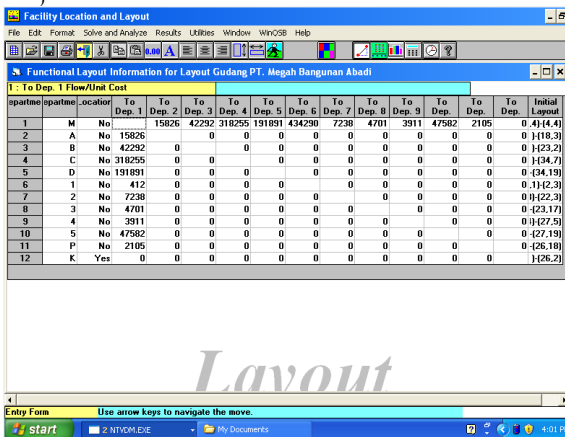 Facility Location and Layout
File Edit Format Solve and Analyze Results Utilities Window WinQSB Help
0.00 A
Functional Layout Information for Layout Gudang PT. Megah Bangunan Abadi
1 : To Dep. 1 Flow/Unit Cost
epartme epartme .ocatior To Dep. 1 To Dep. 2 To Dep. 3 To Dep. 4 To Dep. 5 To Dep. 6 To Dep. 7 To Dep. 8 To Dep. 9 To Dep. To Dep. To Dep. Initial Layout
1 M No 15826 42292 318255 191891 434290 7238 4701 3911 47582 2105 0 ,4)-(4,4)
2 A No 15826 0 0 0 0 0 0 0 0 0 0 )-(18,3)
3 B No 42292 0 0 0 0 0 0 0 0 0 0 )-(23,2)
4 C No 318255 0 0 0 0 0 0 0 0 0 0 )-(34,7)
5 D No 191891 0 0 0 0 0 0 0 0 0 0 -(34,19)
6 1 No 412 0 0 0 0 0 0 0 0 0 0 ,1)-(2,3)
7 2 No 7238 0 0 0 0 0 0 0 0 0 0 )-(22,3)
8 3 No 4701 0 0 0 0 0 0 0 0 0 0 -(23,17)
9 4 No 3911 0 0 0 0 0 0 0 0 0 0 )-(27,5)
10 5 No 47582 0 0 0 0 0 0 0 0 0 0 -(27,19)
11 P No 2105 0 0 0 0 0 0 0 0 0 0 -(26,18)
12 K Yes 0 0 0 0 0 0 0 0 0 0 0 )-(26,2)
Layout
Entry Form Use arrow keys to navigate the move.
start 2 NTVDM.EXE My Documents 4:01 P